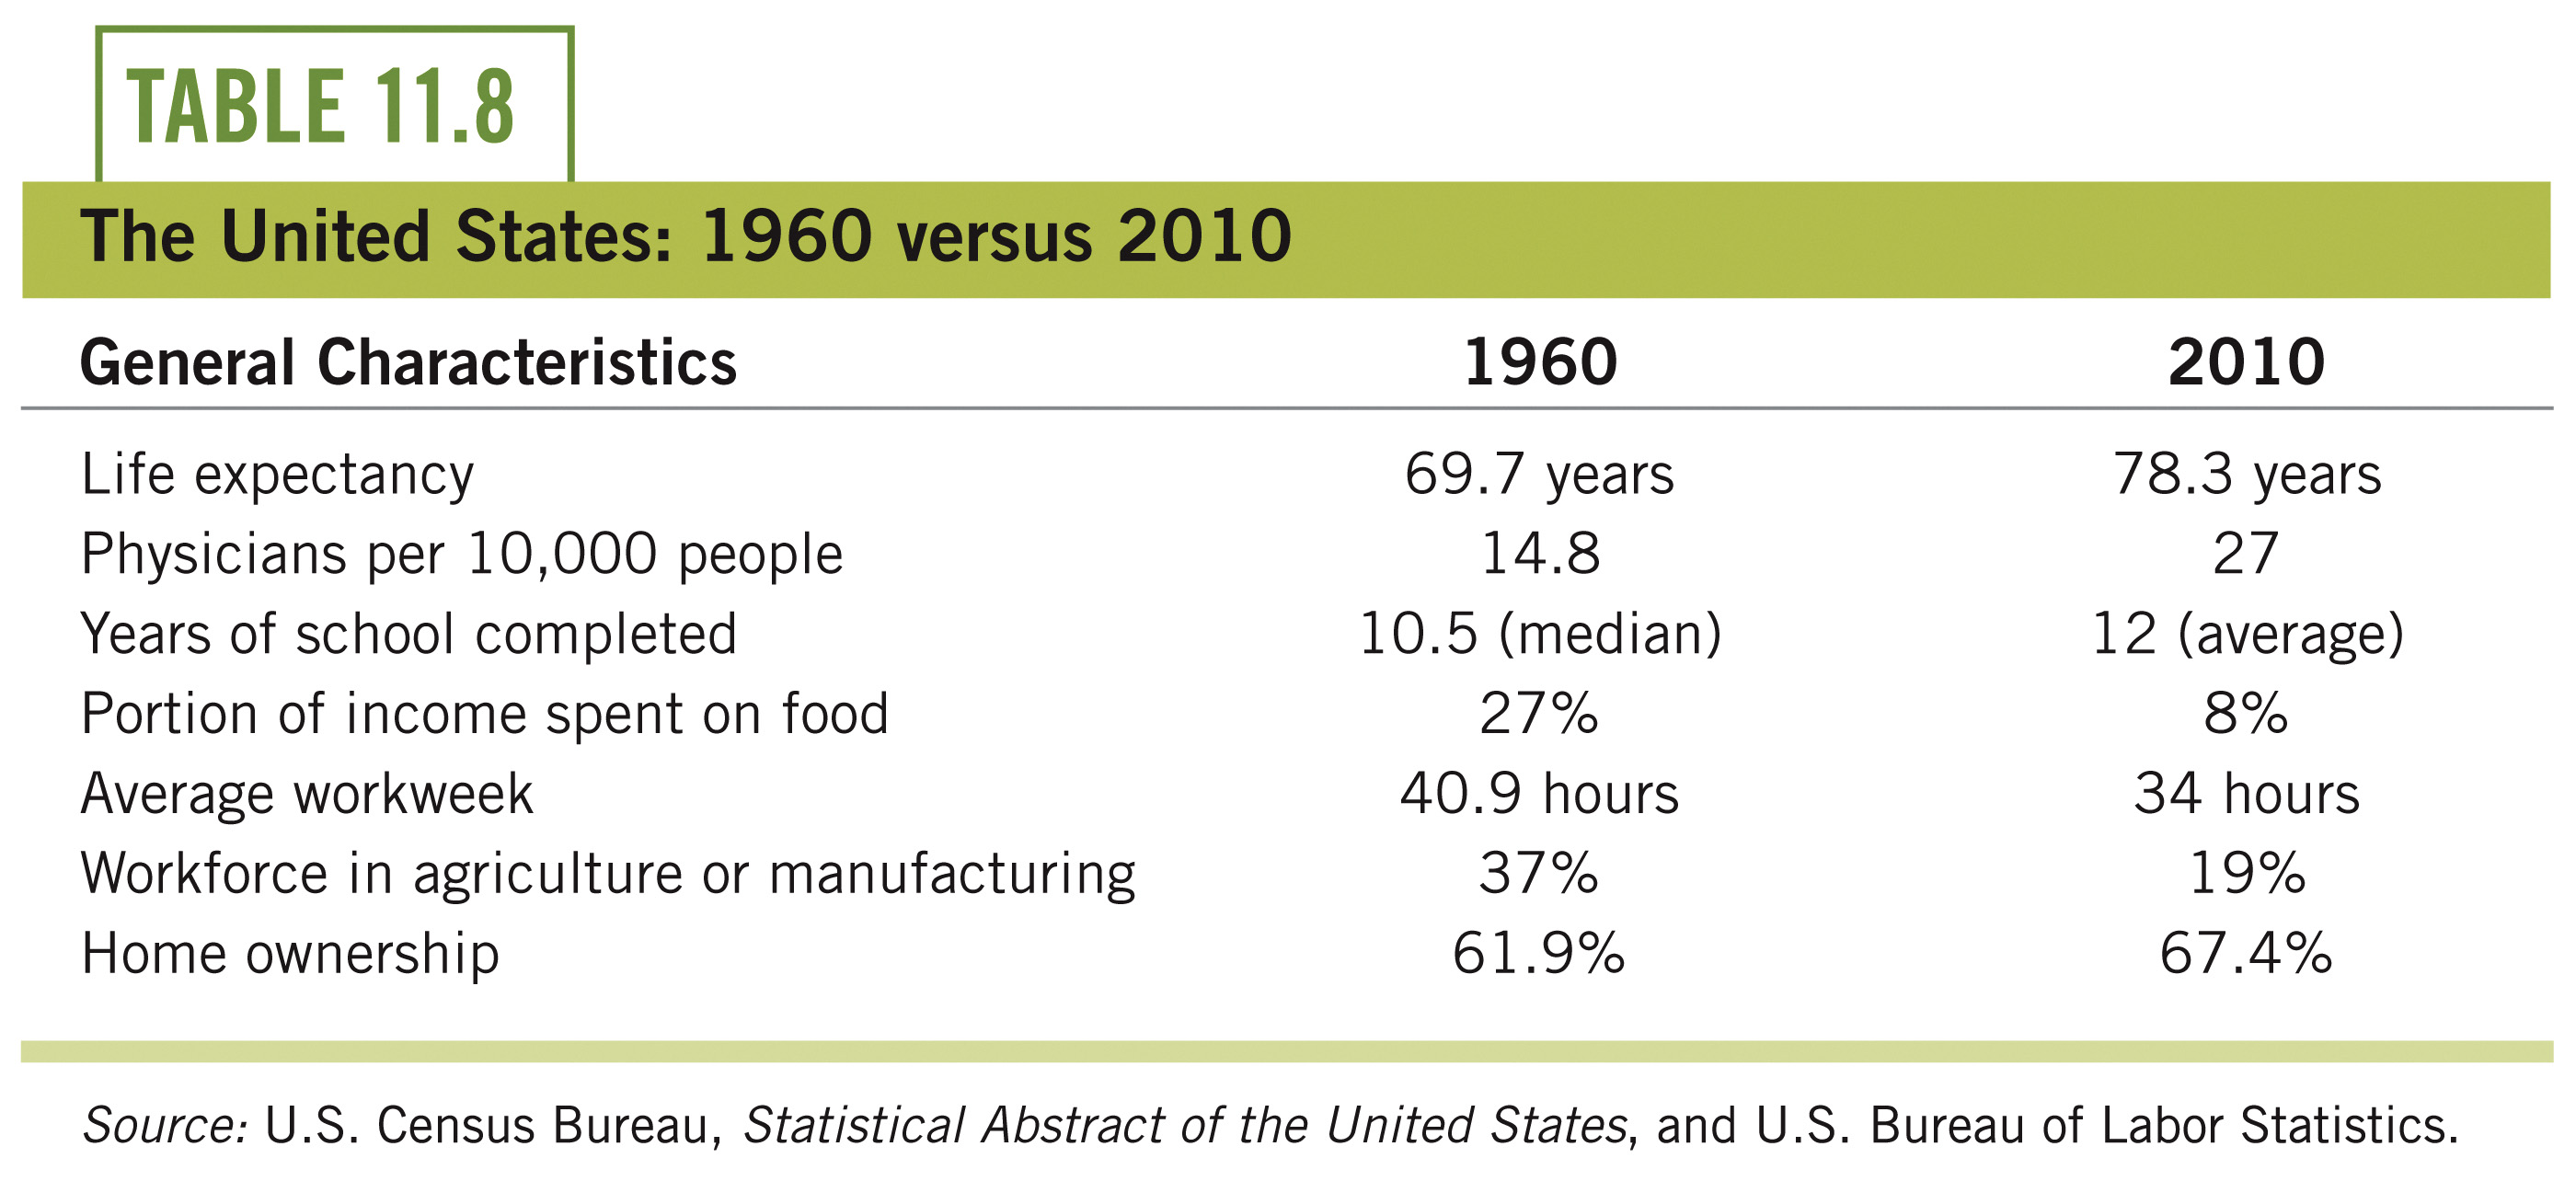 TABLE 11.8
The United States: 1960 versus 2010
General Characteristics 1960 2010
Life expectancy 69.7 years 78.3 years
Physicians per 10,000 people 14.8 27
Years of school completed 10.5 (median) 12 (average)
Portion of income spent on food 27% 8%
Average workweek 40.9 hours 34 hours
Workforce in agriculture or manufacturing 37% 19%
Home ownership 61.9% 67.4%
Source: U.S. Census Bureau, Statistical Abstract of the United States, and U.S. Bureau of Labor Statistics.